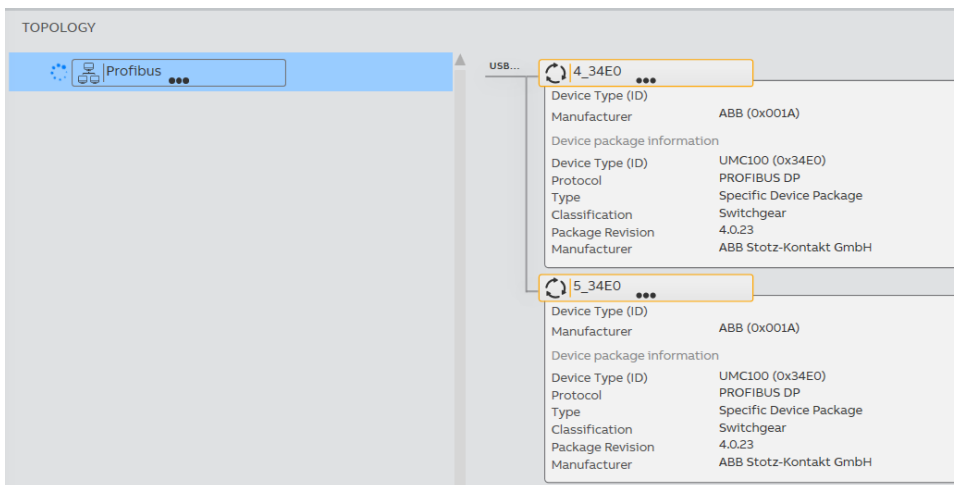 TOPOLOGY
Profibus
USB...
4_34E0
Device Type (ID)
Manufacturer ABB (0x001A)
Device package information
Device Type (ID) UMC100 (0x34E0)
Protocol PROFIBUS DP
Type Specific Device Package
Classification Switchgear
Package Revision 4.0.23
Manufacturer ABB Stotz-Kontakt GmbH
5_34E0
Device Type (ID)
Manufacturer ABB (0x001A)
Device package information
Device Type (ID) UMC100 (0x34E0)
Protocol PROFIBUS DP
Type Specific Device Package
Classification Switchgear
Package Revision 4.0.23
Manufacturer ABB Stotz-Kontakt GmbH